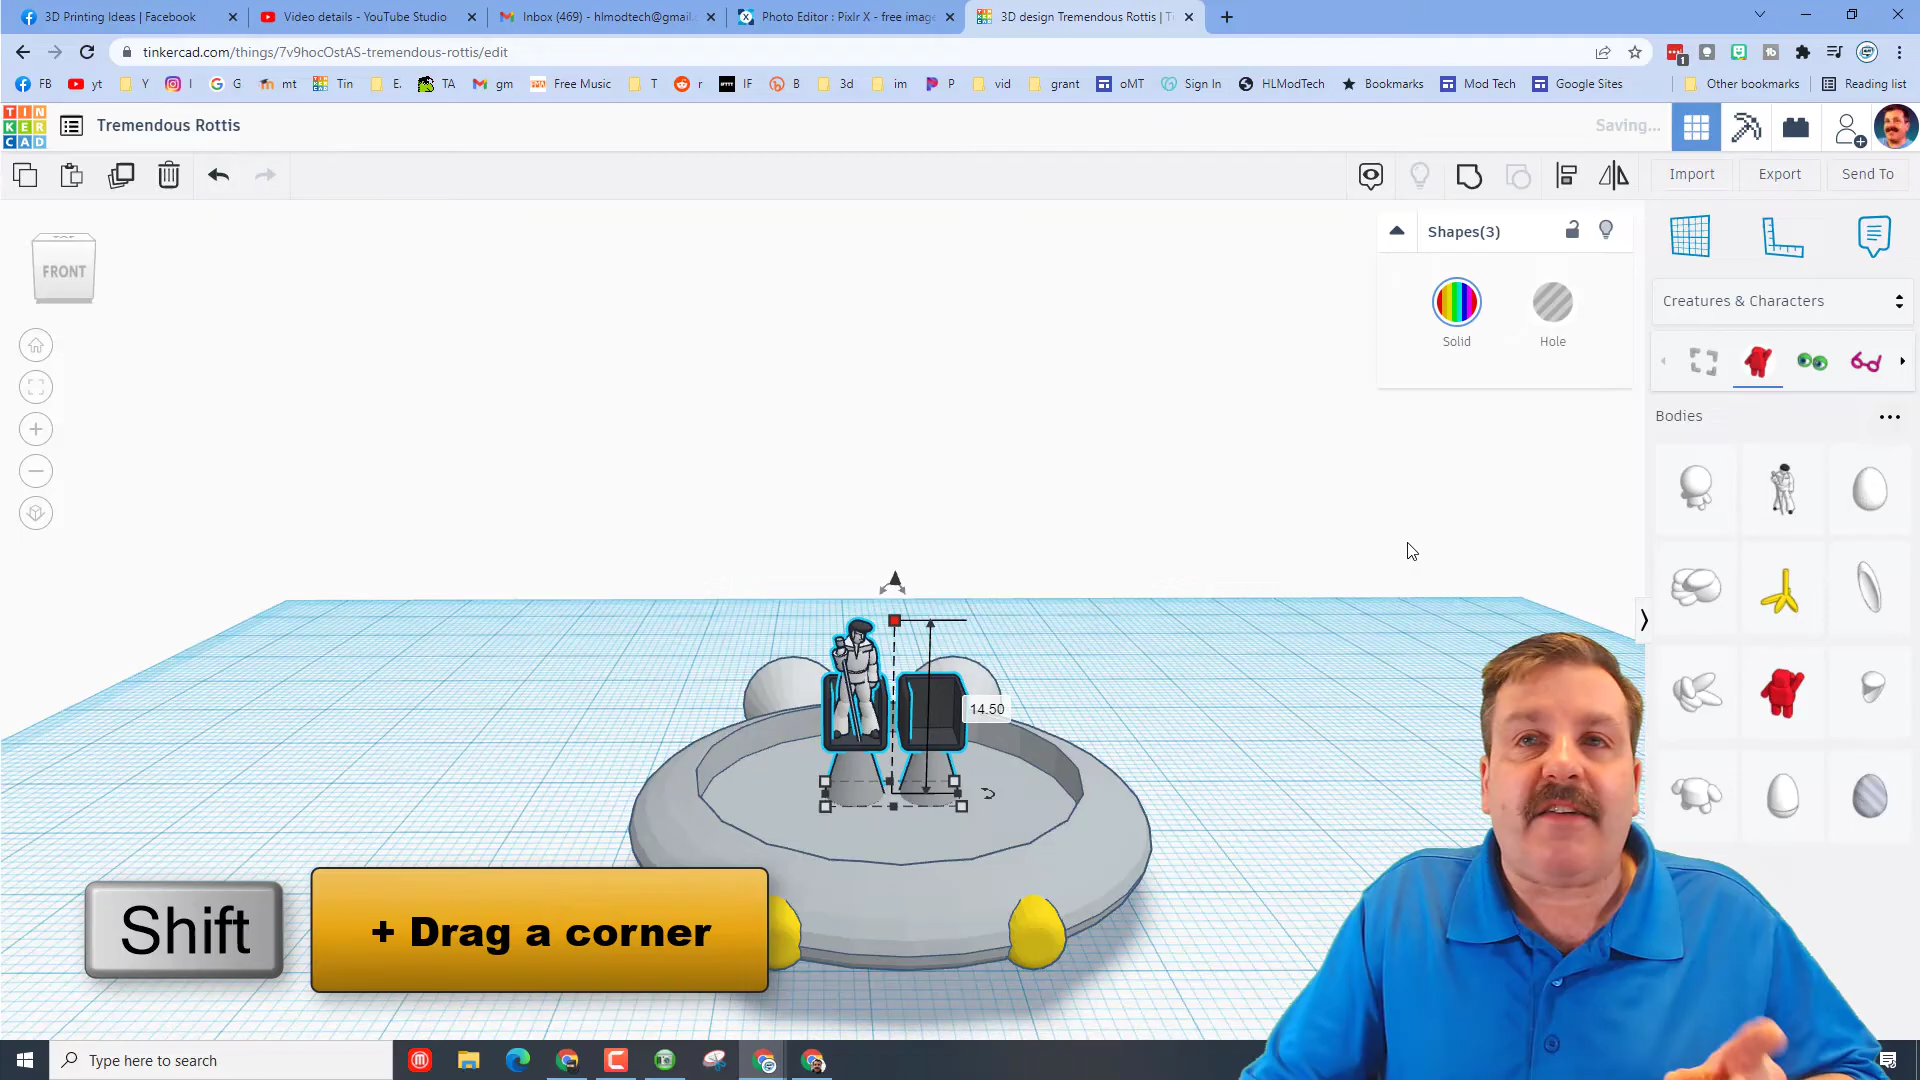 3D Printing Ideas | Facebook
Video details - YouTube Studio
Inbox (469) - hlmodtech@gmail.
Photo Editor : Pixlr X - free image
3D design Tremendous Rottis | T
tinkercad.com/things/7v9hocOstAS-tremendous-rottis/edit
1
FB
yt
Y
I
G
mt
Tin
E.
TA
gm
Free Music
T
r
IF
B
3d
im
P
vid
grant
oMT
Sign In
HLModTech
Bookmarks
Mod Tech
Google Sites
Other bookmarks
Reading list
TIN
KER
CAD
Tremendous Rottis
Saving...
Import
Export
Send To
Shapes(3)
Solid
Hole
TOP
FRONT
Creatures & Characters
Bodies
14.50
Shift
+ Drag a corner
Type here to search